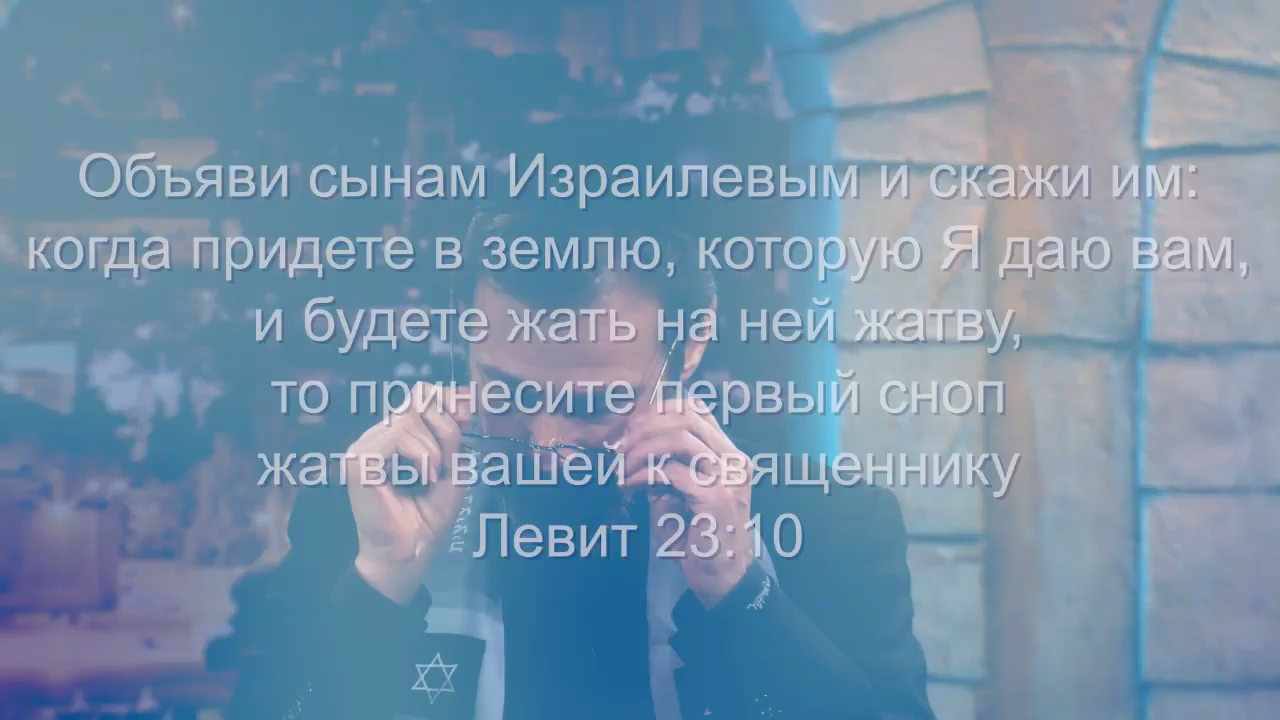 Объяви сынам Израилевым и скажи им:
когда придете в землю, которую Я даю вам,
и будете жать на ней жатву,
то принесите первый сноп
жатвы вашей к священнику
Левит 23:10